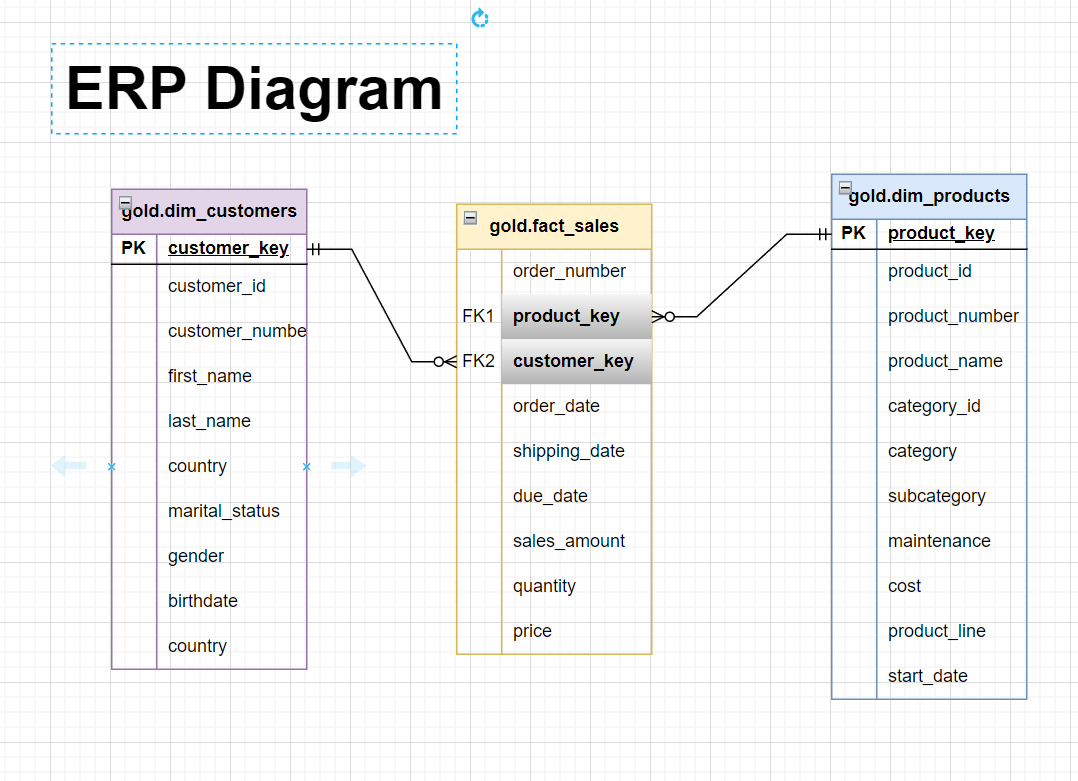 ERP Diagram
gold.dim_customers
PK customer_key
customer_id
customer_numbe
first_name
last_name
country
marital_status
gender
birthdate
country
gold.fact_sales
order_number
FK1 product_key
FK2 customer_key
order_date
shipping_date
due_date
sales_amount
quantity
price
gold.dim_products
PK product_key
product_id
product_number
product_name
category_id
category
subcategory
maintenance
cost
product_line
start_date